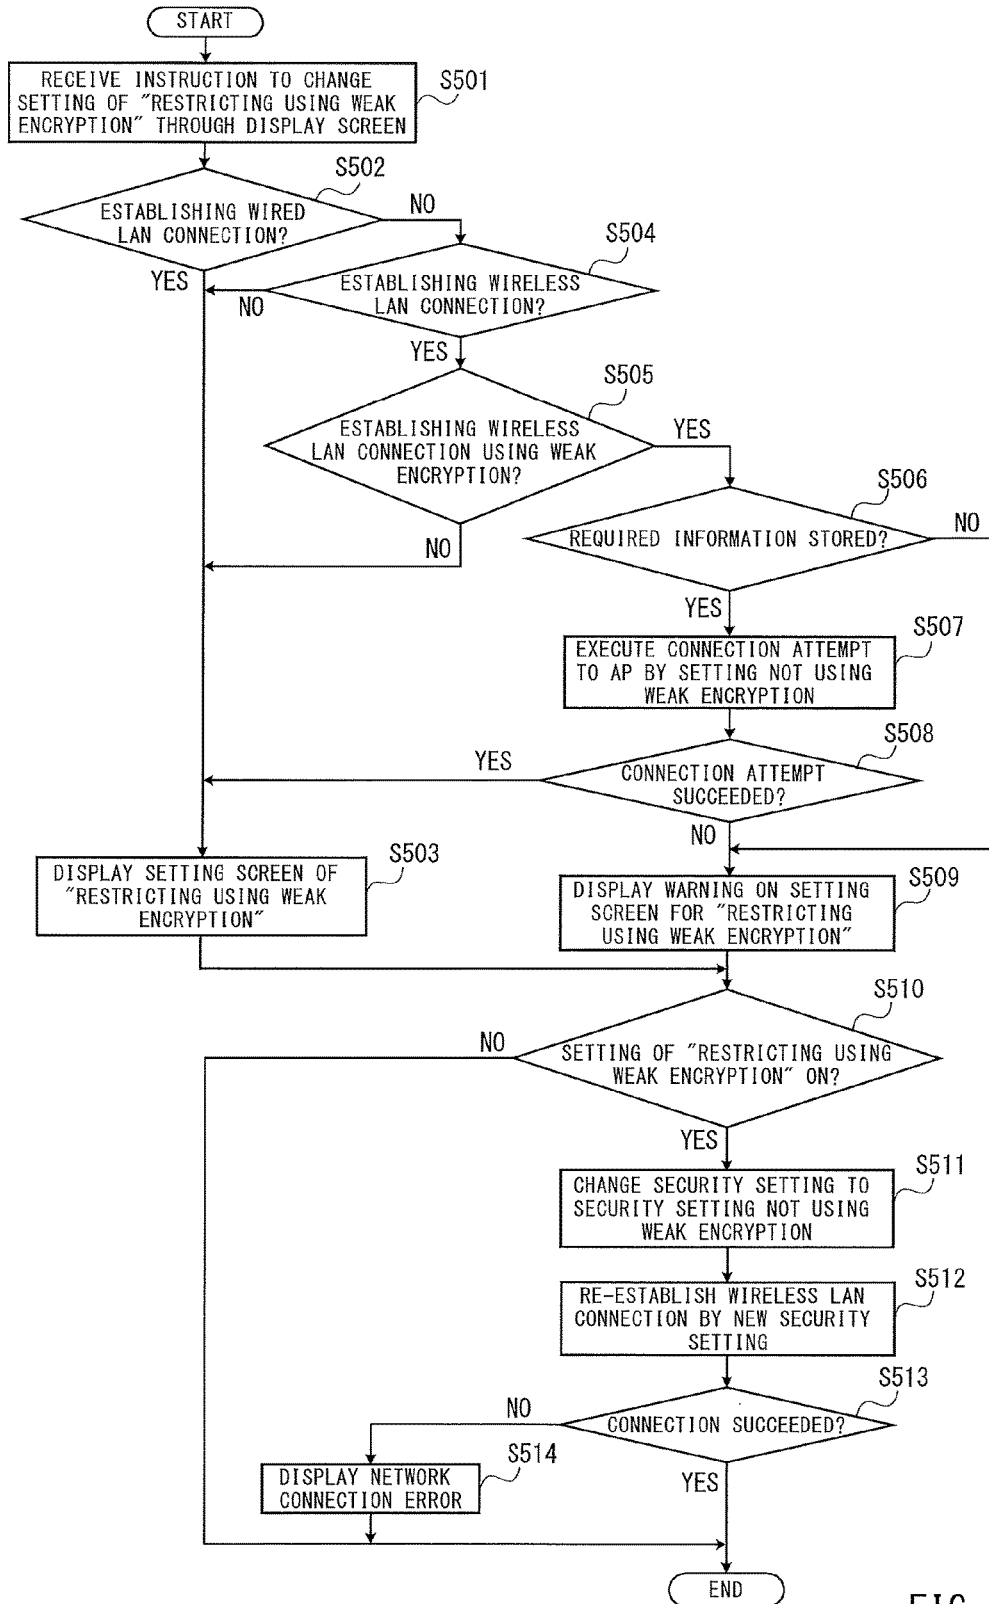 START
RECEIVE INSTRUCTION TO CHANGE
SETTING OF "RESTRICTING USING WEAK
ENCRYPTION" THROUGH DISPLAY SCREEN
S501
S502
ESTABLISHING WIRED
LAN CONNECTION?
NO
YES
S504
ESTABLISHING WIRELESS
LAN CONNECTION?
NO
YES
S505
ESTABLISHING WIRELESS
LAN CONNECTION USING WEAK
ENCRYPTION?
YES
NO
S506
REQUIRED INFORMATION STORED?
NO
YES
S507
EXECUTE CONNECTION ATTEMPT
TO AP BY SETTING NOT USING
WEAK ENCRYPTION
S508
CONNECTION ATTEMPT
SUCCEEDED?
YES
NO
S503
DISPLAY SETTING SCREEN OF
"RESTRICTING USING WEAK
ENCRYPTION"
S509
DISPLAY WARNING ON SETTING
SCREEN FOR "RESTRICTING
USING WEAK ENCRYPTION"
S510
SETTING OF "RESTRICTING USING
WEAK ENCRYPTION" ON?
NO
YES
S511
CHANGE SECURITY SETTING TO
SECURITY SETTING NOT USING
WEAK ENCRYPTION
S512
RE-ESTABLISH WIRELESS LAN
CONNECTION BY NEW SECURITY
SETTING
S513
CONNECTION SUCCEEDED?
NO
YES
S514
DISPLAY NETWORK
CONNECTION ERROR
END